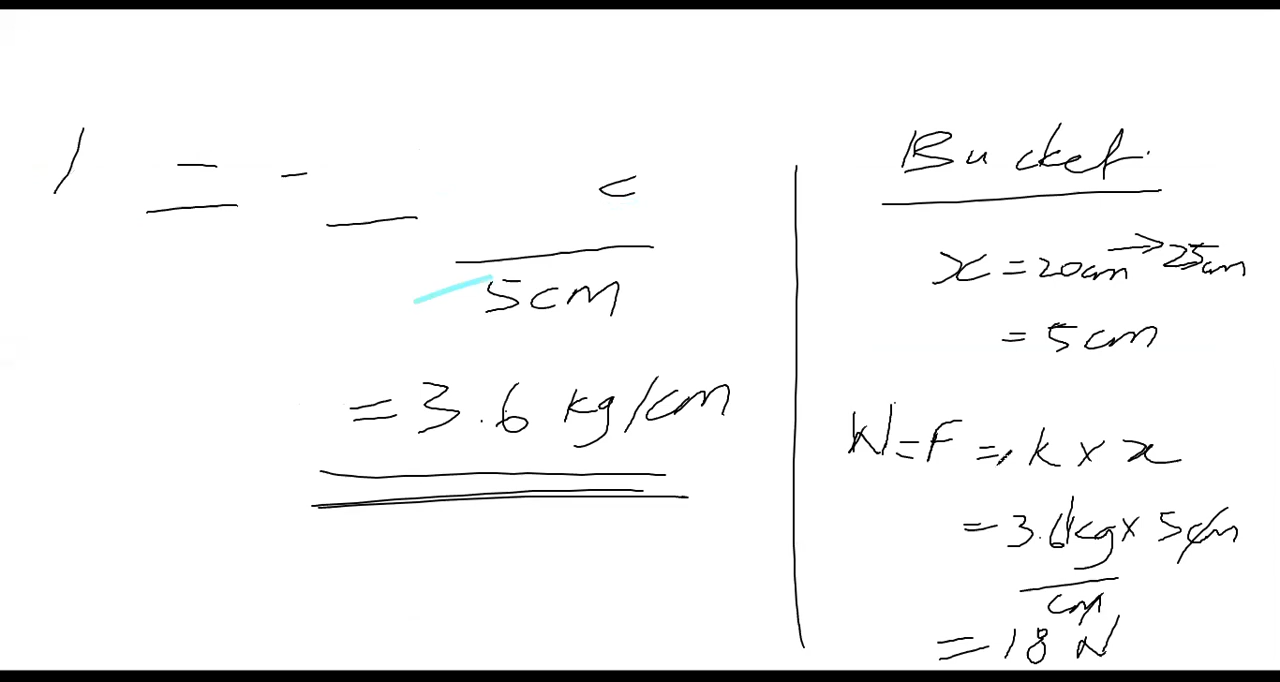 5cm
= 3.6 kg/cm
Bucket
x = 20cm → 25cm
= 5cm
W = F = k × x
= 3.6kg × 5cm
cm
= 18 N